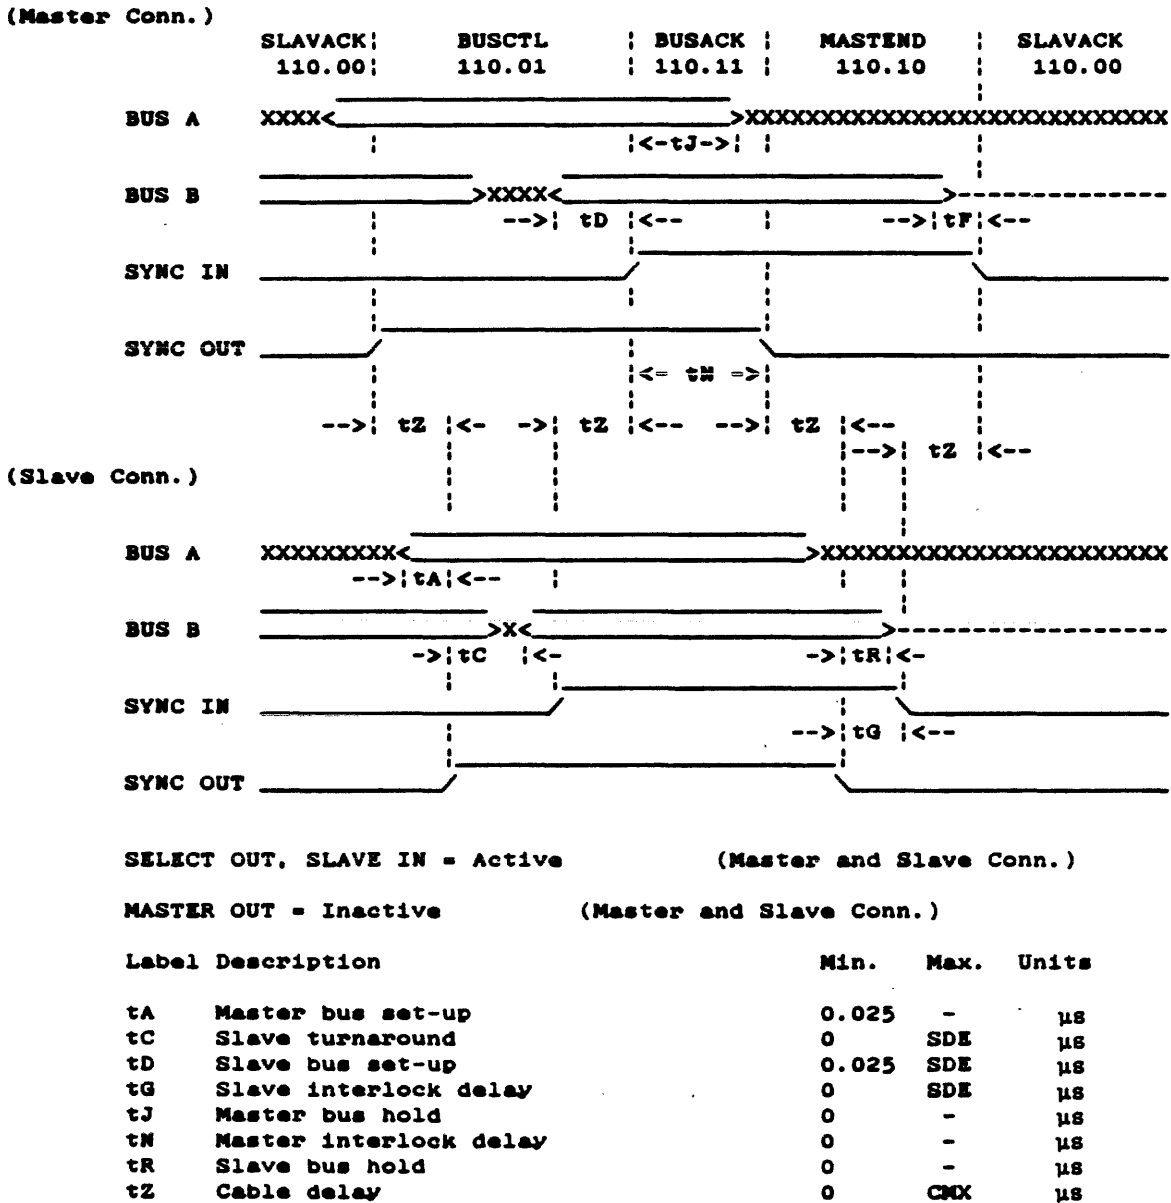 (Master Conn.)
SLAVACK BUSCTL BUSACK MASTEND SLAVACK
110.00 110.01 110.11 110.10 110.00
BUS A XXXX< >XXXXXXXXXXXXXXXXXXXXXXXXXXXX
<-tJ->
BUS B >XXXX< >----------------
-->¦ tD ¦<-- -->¦tF¦<--
SYNC IN
SYNC OUT
<= tN =>
-->¦ tZ ¦<- ->¦ tZ ¦<-- -->¦ tZ ¦<--
-->¦ tZ ¦<--
(Slave Conn.)
BUS A XXXXXXXXX< >XXXXXXXXXXXXXXXXXXXXXXX
-->¦tA¦<--
BUS B >X< >------------------
->¦tC ¦<- ->¦tR¦<-
SYNC IN
-->¦tG ¦<--
SYNC OUT
SELECT OUT, SLAVE IN = Active (Master and Slave Conn.)
MASTER OUT = Inactive (Master and Slave Conn.)
Label Description Min. Max. Units
tA Master bus set-up 0.025 - µs
tC Slave turnaround 0 SDE µs
tD Slave bus set-up 0.025 SDE µs
tG Slave interlock delay 0 SDE µs
tJ Master bus hold 0 - µs
tN Master interlock delay 0 - µs
tR Slave bus hold 0 - µs
tZ Cable delay 0 CMX µs